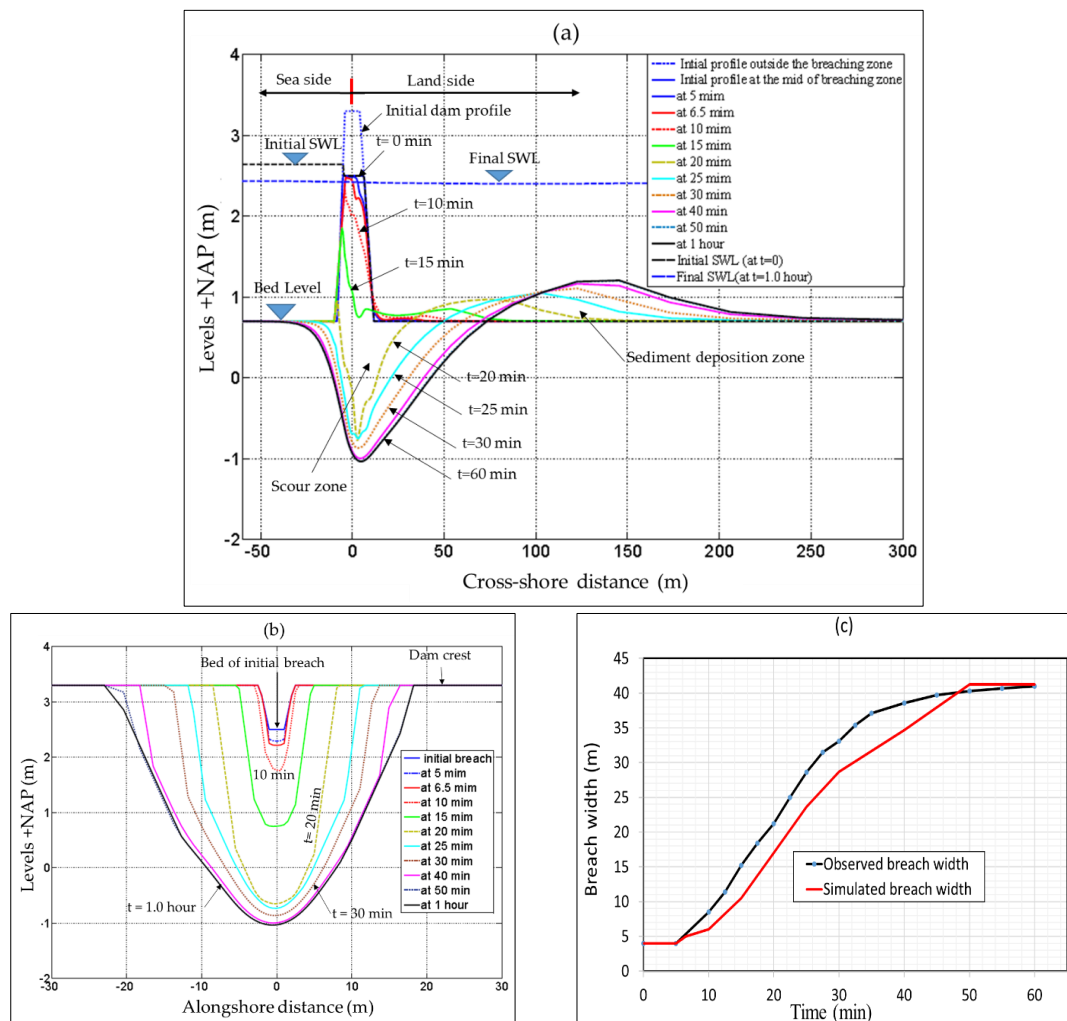 (a)
Levels +NAP (m)
4
3
2
1
0
-1
-2
-50
0
50
100
150
200
250
300
Cross-shore distance (m)
Sea side
Land side
Initial dam profile
Initial SWL
t= 0 min
Final SWL
t=10 min
t=15 min
Bed Level
Sediment deposition zone
t=20 min
t=25 min
t=30 min
t=60 min
Scour zone
Intial profile outside the breaching zone
Intial profile at the mid of breaching zone
at 5 mim
at 6.5 mim
at 10 mim
at 15 mim
at 20 mim
at 25 mim
at 30 mim
at 40 min
at 50 min
at 1 hour
Initial SWL (at t=0)
Final SWL(at t=1.0 hour)
(b)
Levels +NAP (m)
4
3
2
1
0
-1
-2
-30
-20
-10
0
10
20
30
Alongshore distance (m)
Bed of initial breach
Dam crest
10 min
t= 20 min
t = 1.0 hour
t = 30 min
initial breach
at 5 mim
at 6.5 mim
at 10 mim
at 15 mim
at 20 mim
at 25 mim
at 30 mim
at 40 mim
at 50 mim
at 1 hour
(c)
Breach width (m)
45
40
35
30
25
20
15
10
5
0
0
10
20
30
40
50
60
Time (min)
Observed breach width
Simulated breach width